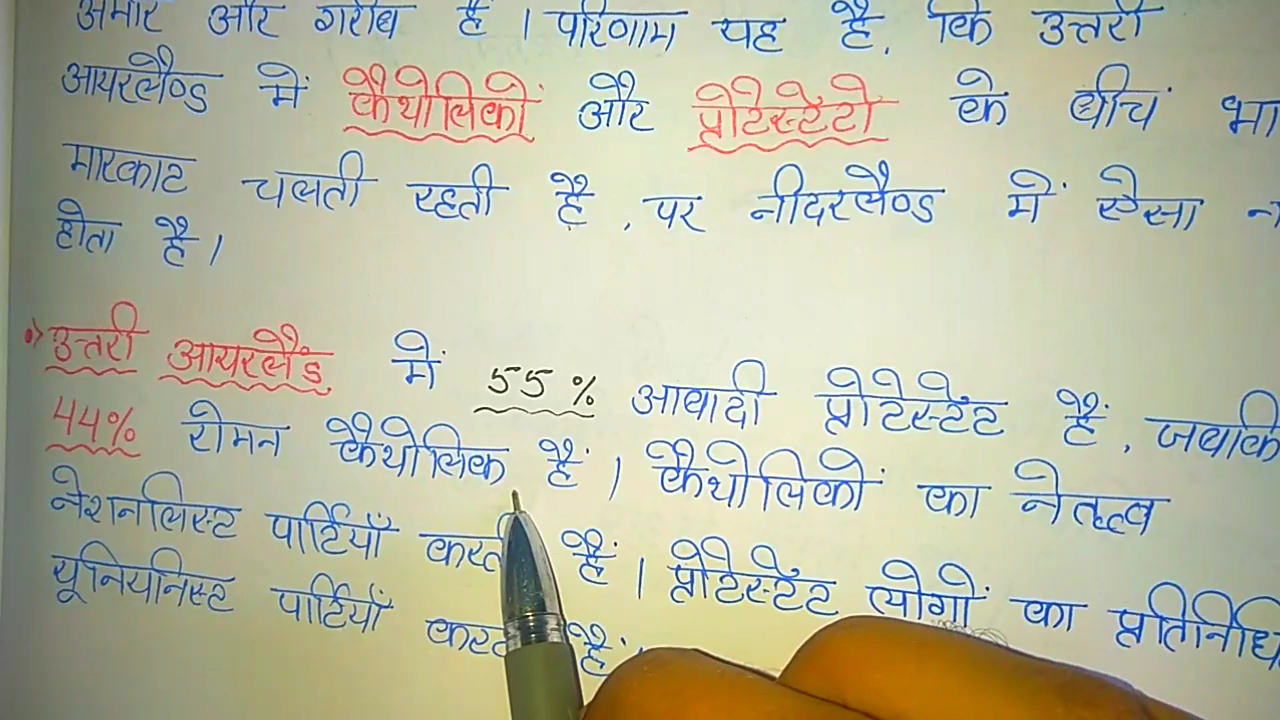 अमीर और गरीब हैं । परिणाम यह है, कि उत्तरी
आयरलैण्ड में कैथोलिकों और प्रोटेस्टेंटो के बीच भा
मारकाट चलती रहती है, पर नीदरलैण्ड में ऐसा न
होता है ।
उत्तरी आयरलैंड में 55% आबादी प्रोटेस्टेंट हैं, जबकि
44% रोमन कैथोलिक हैं । कैथोलिकों का नेतृत्व
नेशनलिस्ट पार्टियाँ करती हैं । प्रोटेस्टेंट लोगों का प्रतिनिधि
यूनियनिस्ट पार्टियाँ करत हैं